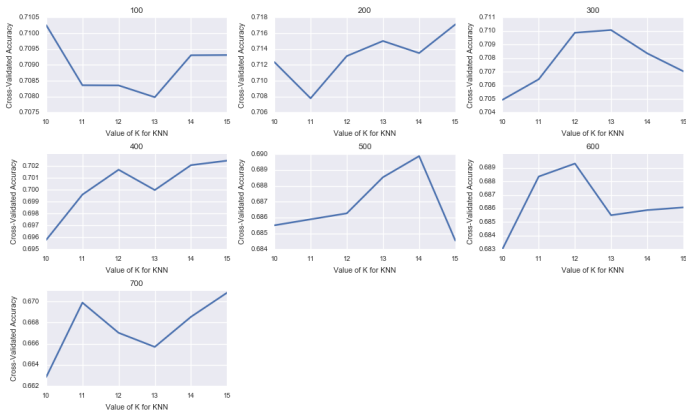 100
0.7105
0.7100
0.7095
0.7090
0.7085
0.7080
0.7075
10 11 12 13 14 15
Cross-Validated Accuracy
Value of K for KNN
200
0.718
0.716
0.714
0.712
0.710
0.708
0.706
10 11 12 13 14 15
Cross-Validated Accuracy
Value of K for KNN
300
0.711
0.710
0.709
0.708
0.707
0.706
0.705
0.704
10 11 12 13 14 15
Cross-Validated Accuracy
Value of K for KNN
400
0.702
0.701
0.700
0.699
0.698
0.697
0.696
0.695
10 11 12 13 14 15
Cross-Validated Accuracy
Value of K for KNN
500
0.690
0.689
0.688
0.687
0.686
0.685
0.684
10 11 12 13 14 15
Cross-Validated Accuracy
Value of K for KNN
600
0.689
0.688
0.687
0.686
0.685
0.684
0.683
10 11 12 13 14 15
Cross-Validated Accuracy
Value of K for KNN
700
0.670
0.668
0.666
0.664
0.662
10 11 12 13 14 15
Cross-Validated Accuracy
Value of K for KNN